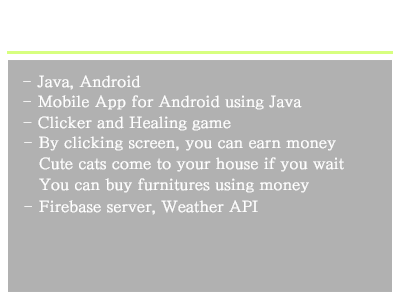 - Java, Android
- Mobile App for Android using Java
- Clicker and Healing game
- By clicking screen, you can earn money
Cute cats come to your house if you wait
You can buy furnitures using money
- Firebase server, Weather API